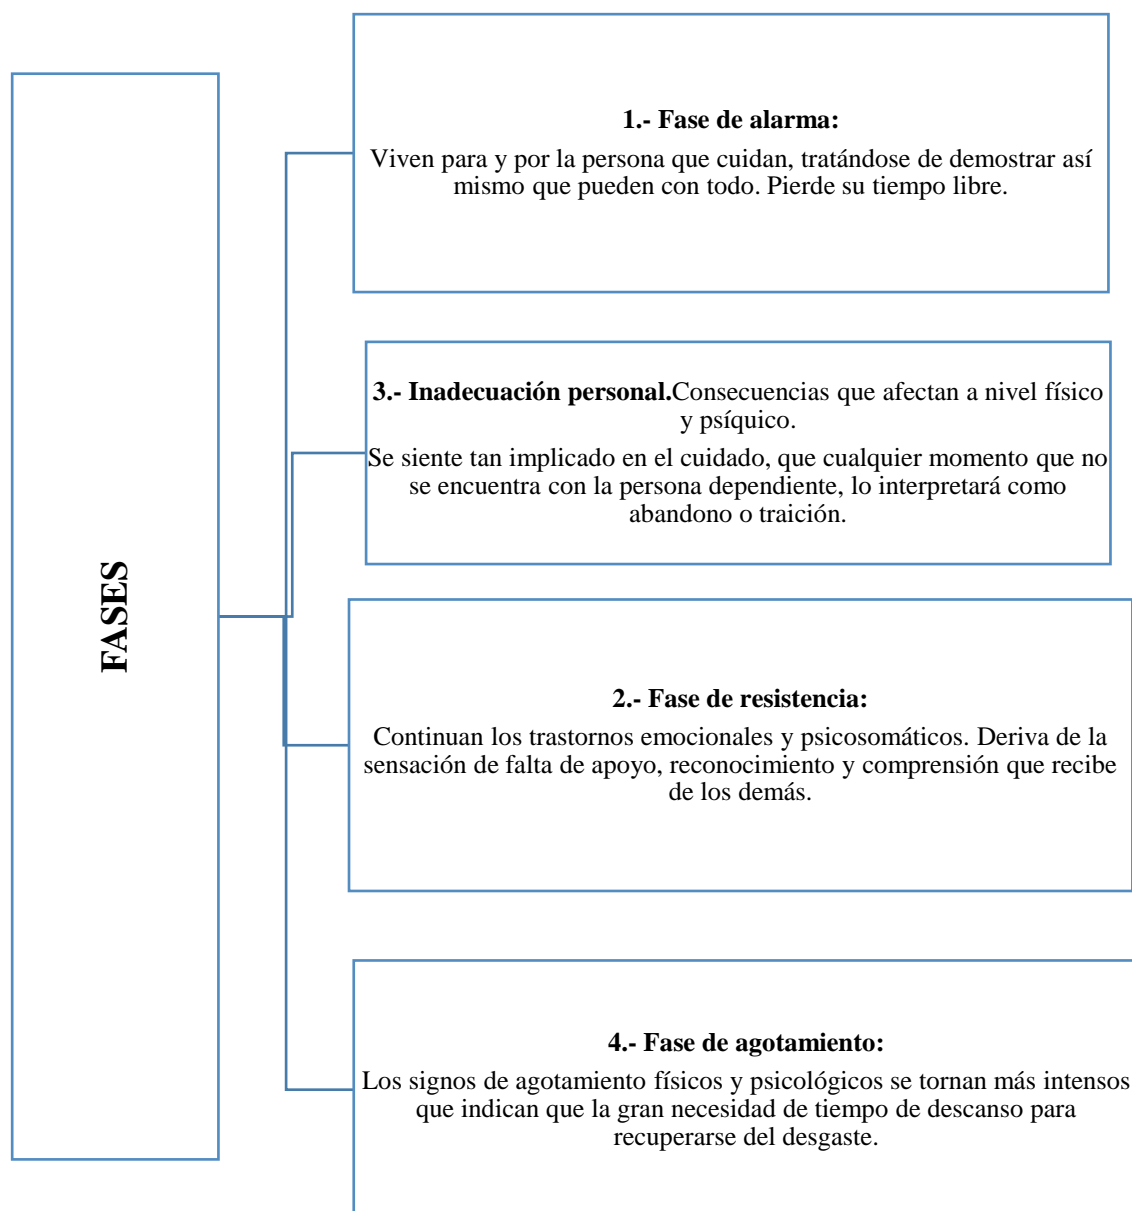 FASES
1.- Fase de alarma:
Viven para y por la persona que cuidan, tratándose de demostrar así
mismo que pueden con todo. Pierde su tiempo libre.
3.- Inadecuación personal.Consecuencias que afectan a nivel físico
y psíquico.
Se siente tan implicado en el cuidado, que cualquier momento que no
se encuentra con la persona dependiente, lo interpretará como
abandono o traición.
2.- Fase de resistencia:
Continuan los trastornos emocionales y psicosomáticos. Deriva de la
sensación de falta de apoyo, reconocimiento y comprensión que recibe
de los demás.
4.- Fase de agotamiento:
Los signos de agotamiento físicos y psicológicos se tornan más intensos
que indican que la gran necesidad de tiempo de descanso para
recuperarse del desgaste.